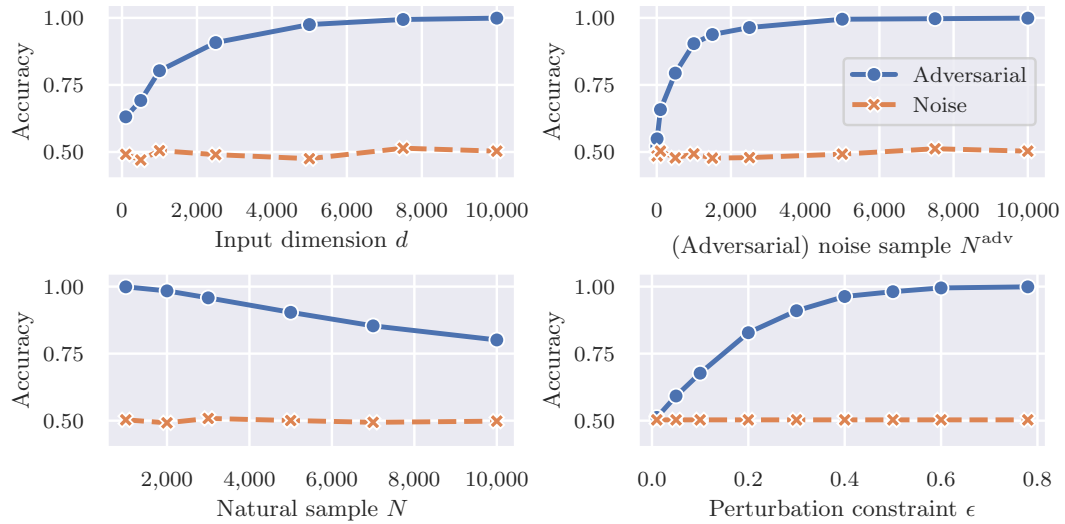 1.00
0.75
0.50
Accuracy
0 2,000 4,000 6,000 8,000 10,000
Input dimension d
1.00
0.75
0.50
Accuracy
Adversarial
Noise
0 2,000 4,000 6,000 8,000 10,000
(Adversarial) noise sample N^adv
1.00
0.75
0.50
Accuracy
2,000 4,000 6,000 8,000 10,000
Natural sample N
1.00
0.75
0.50
Accuracy
0.0 0.2 0.4 0.6 0.8
Perturbation constraint ϵ